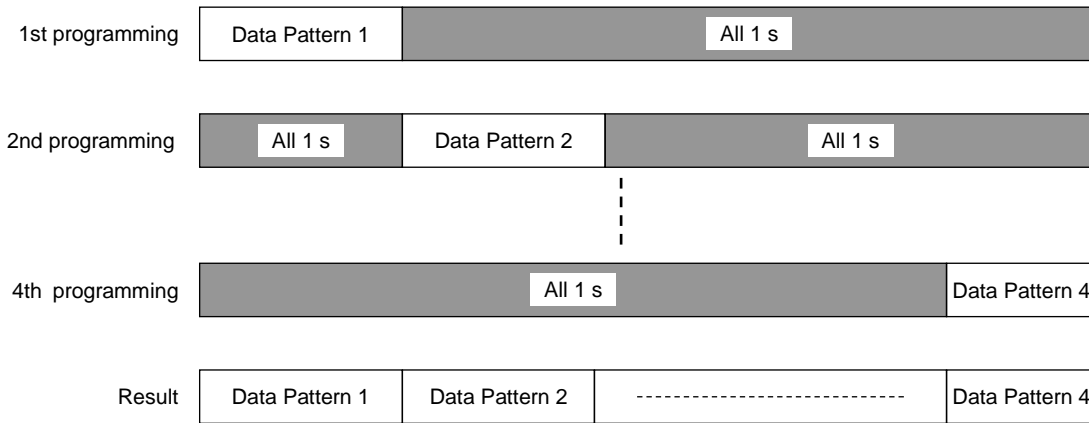 1st programming Data Pattern 1 All 1 s
2nd programming All 1 s Data Pattern 2 All 1 s
4th programming All 1 s Data Pattern 4
Result Data Pattern 1 Data Pattern 2 Data Pattern 4